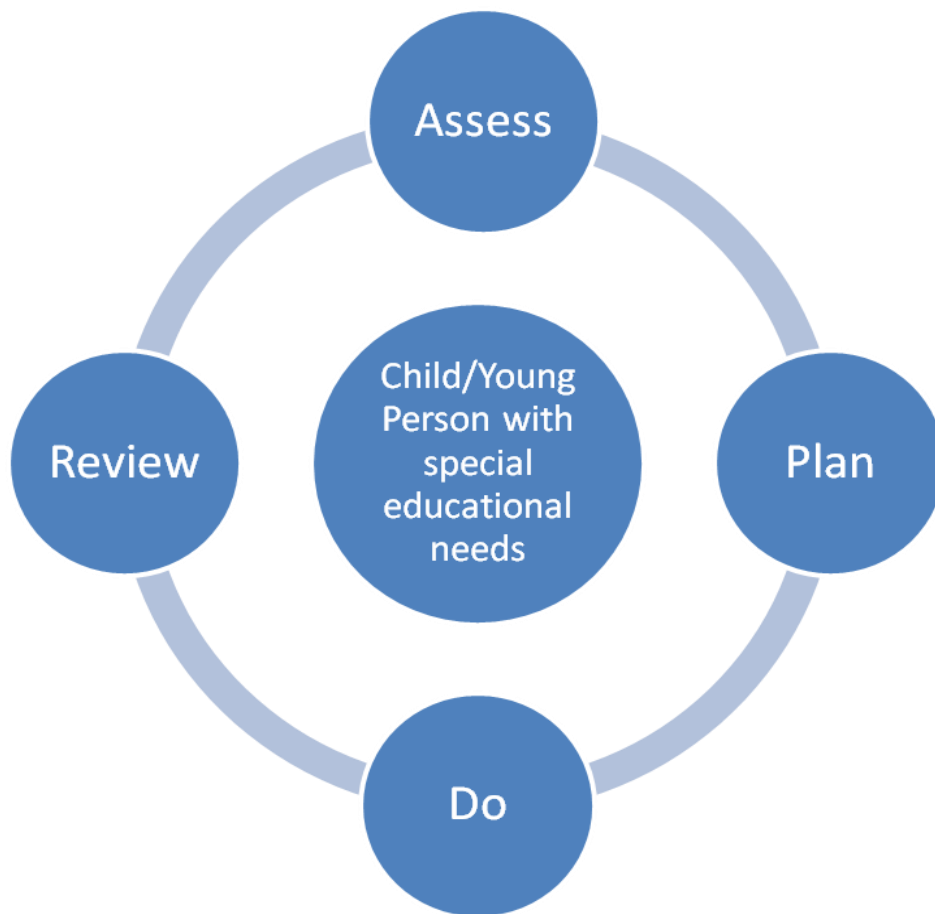 Assess
Child/Young
Person with
special
educational
needs
Review
Plan
Do